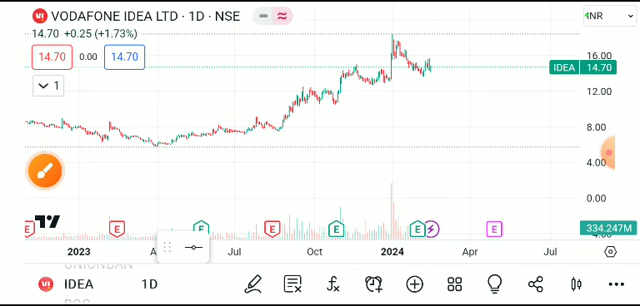 VODAFONE IDEA LTD · 1D · NSE
INR
14.70 +0.25 (+1.73%)
14.70 0.00 14.70
1
16.00
IDEA 14.70
12.00
8.00
4.00
0.00
334.247M
E E E E E E E
2023 Jul Oct 2024 Apr Jul
UNIONBAN
IDEA 1D